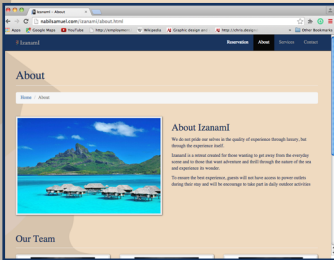 izanami - About
nabilsamuel.com/izanami/about.html
Apps Google Maps YouTube Wikipedia Other Bookmarks
IzanamI Reservation About Services Contact
About
Home / About
About IzanamI
We do not pride our selves in the quality of experience through luxury, but
through the experience itself.
IzanamI is a retreat created for those wanting to get away from the everyday
scene and to those that want adventure and thrill through the nature of the sea
and experience its wonder.
To ensure the best experience, guests will not have access to power outlets
during their stay and will be encourage to take part in daily outdoor activities
Our Team